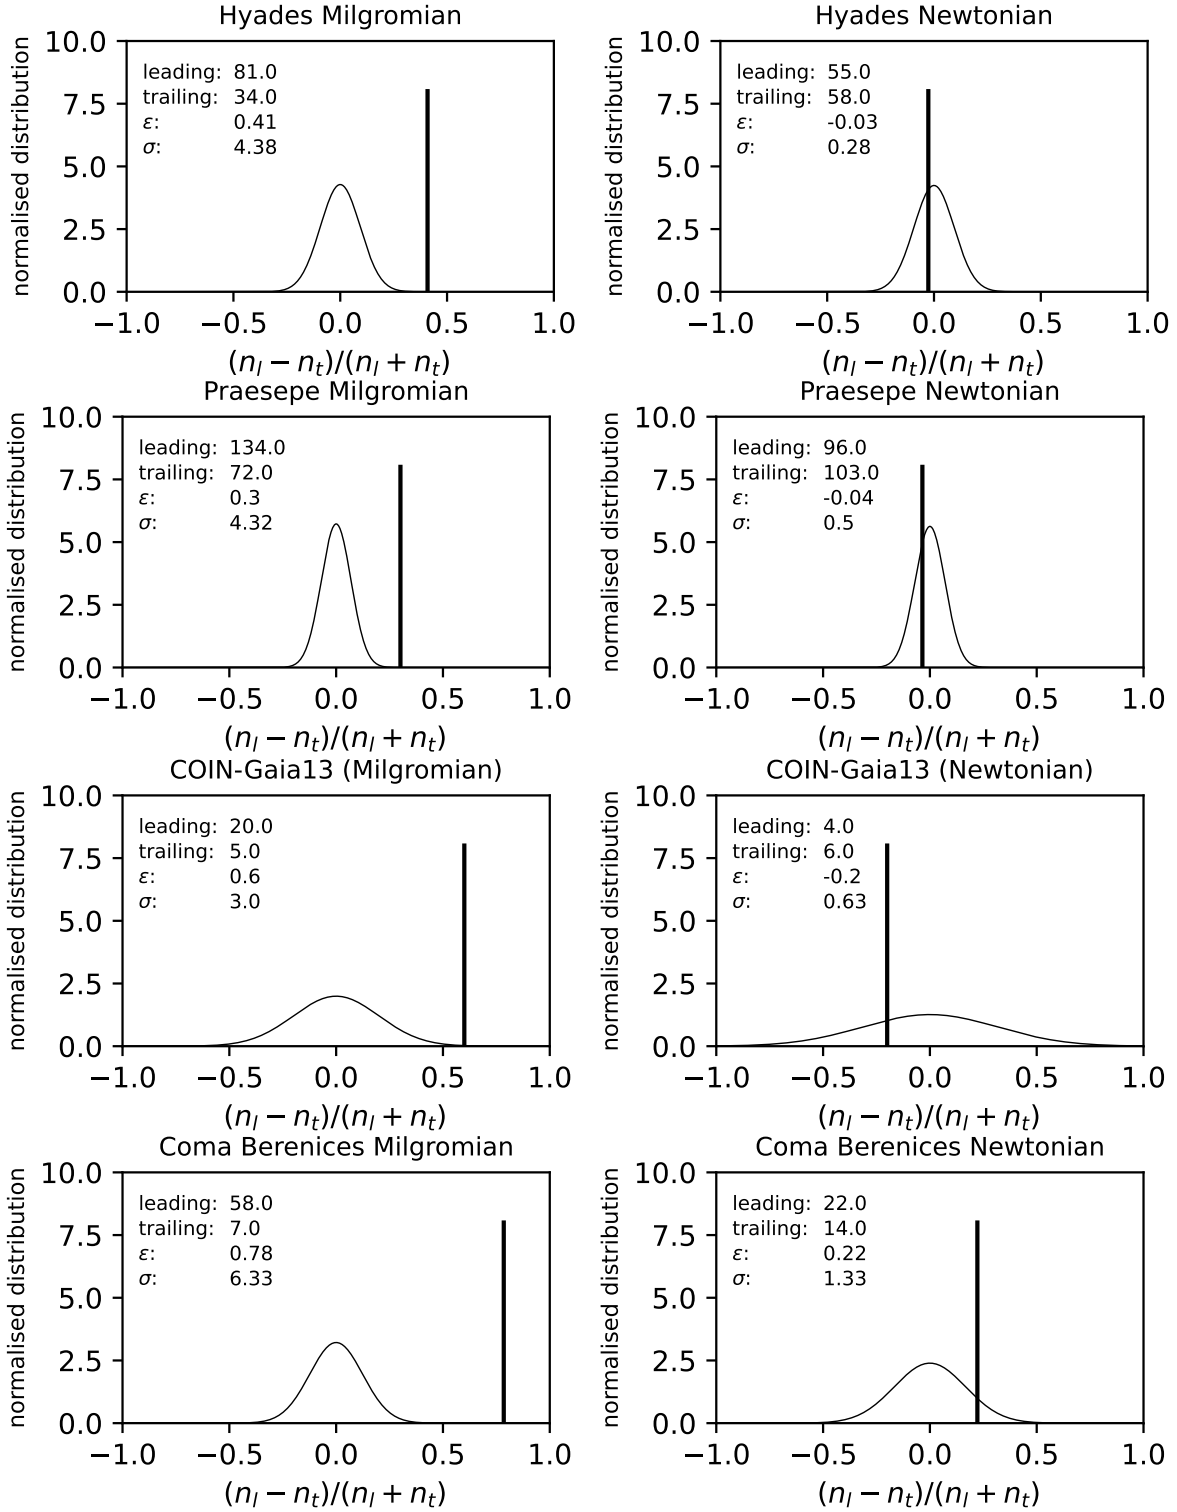 Hyades Milgromian
normalised distribution
10.0
7.5
5.0
2.5
0.0
leading: 81.0
trailing: 34.0
ε: 0.41
σ: 4.38
−1.0 −0.5 0.0 0.5 1.0
(n_l − n_t)/(n_l + n_t)
Hyades Newtonian
normalised distribution
10.0
7.5
5.0
2.5
0.0
leading: 55.0
trailing: 58.0
ε: -0.03
σ: 0.28
−1.0 −0.5 0.0 0.5 1.0
(n_l − n_t)/(n_l + n_t)
Praesepe Milgromian
normalised distribution
10.0
7.5
5.0
2.5
0.0
leading: 134.0
trailing: 72.0
ε: 0.3
σ: 4.32
−1.0 −0.5 0.0 0.5 1.0
(n_l − n_t)/(n_l + n_t)
Praesepe Newtonian
normalised distribution
10.0
7.5
5.0
2.5
0.0
leading: 96.0
trailing: 103.0
ε: -0.04
σ: 0.5
−1.0 −0.5 0.0 0.5 1.0
(n_l − n_t)/(n_l + n_t)
COIN-Gaia13 (Milgromian)
normalised distribution
10.0
7.5
5.0
2.5
0.0
leading: 20.0
trailing: 5.0
ε: 0.6
σ: 3.0
−1.0 −0.5 0.0 0.5 1.0
(n_l − n_t)/(n_l + n_t)
COIN-Gaia13 (Newtonian)
normalised distribution
10.0
7.5
5.0
2.5
0.0
leading: 4.0
trailing: 6.0
ε: -0.2
σ: 0.63
−1.0 −0.5 0.0 0.5 1.0
(n_l − n_t)/(n_l + n_t)
Coma Berenices Milgromian
normalised distribution
10.0
7.5
5.0
2.5
0.0
leading: 58.0
trailing: 7.0
ε: 0.78
σ: 6.33
−1.0 −0.5 0.0 0.5 1.0
(n_l − n_t)/(n_l + n_t)
Coma Berenices Newtonian
normalised distribution
10.0
7.5
5.0
2.5
0.0
leading: 22.0
trailing: 14.0
ε: 0.22
σ: 1.33
−1.0 −0.5 0.0 0.5 1.0
(n_l − n_t)/(n_l + n_t)